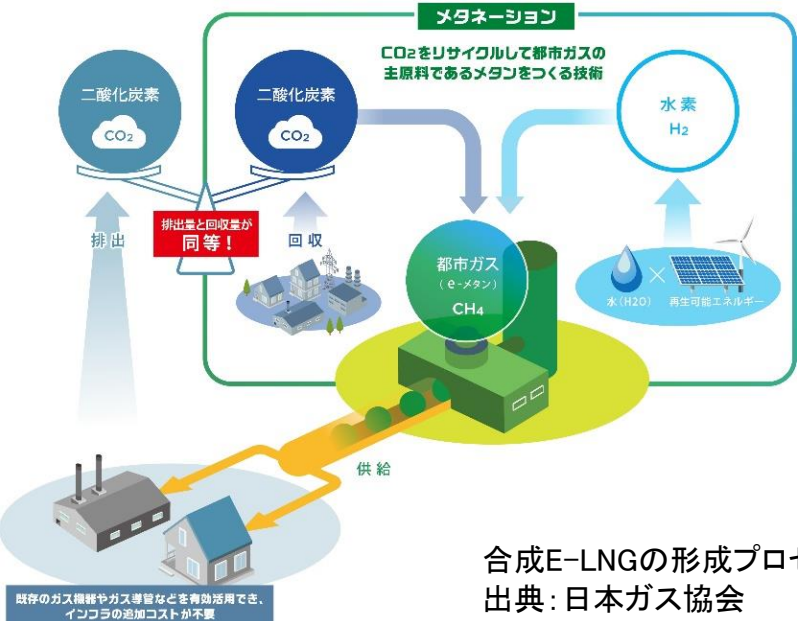 メタネーション
CO2をリサイクルして都市ガスの
主原料であるメタンをつくる技術
二酸化炭素
CO2
二酸化炭素
CO2
水素
H2
排出量と回収量が
同等！
排出
回収
都市ガス
（e-メタン）
CH4
水(H2O)
×
再生可能エネルギー
供給
既存のガス機器やガス導管などを有効活用でき、
インフラの追加コストが不要
合成E-LNGの形成プロセ
出典：日本ガス協会